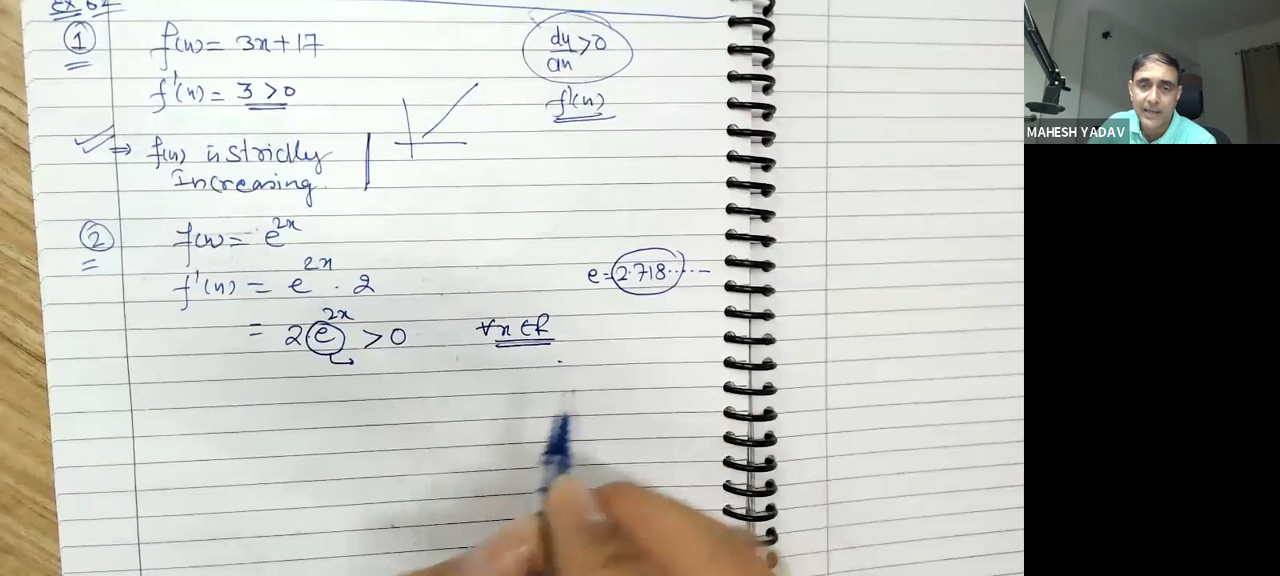 Ex 6.2
1 f(x) = 3x+17
f'(x) = 3 > 0
⇒ f(x) is strictly
Increasing.
dy/dx > 0
f'(x)
2 f(x) = e^2x
f'(x) = e^2x . 2
= 2 e^2x > 0 ∀ x ∈ R
e = 2.718.....
MAHESH YADAV